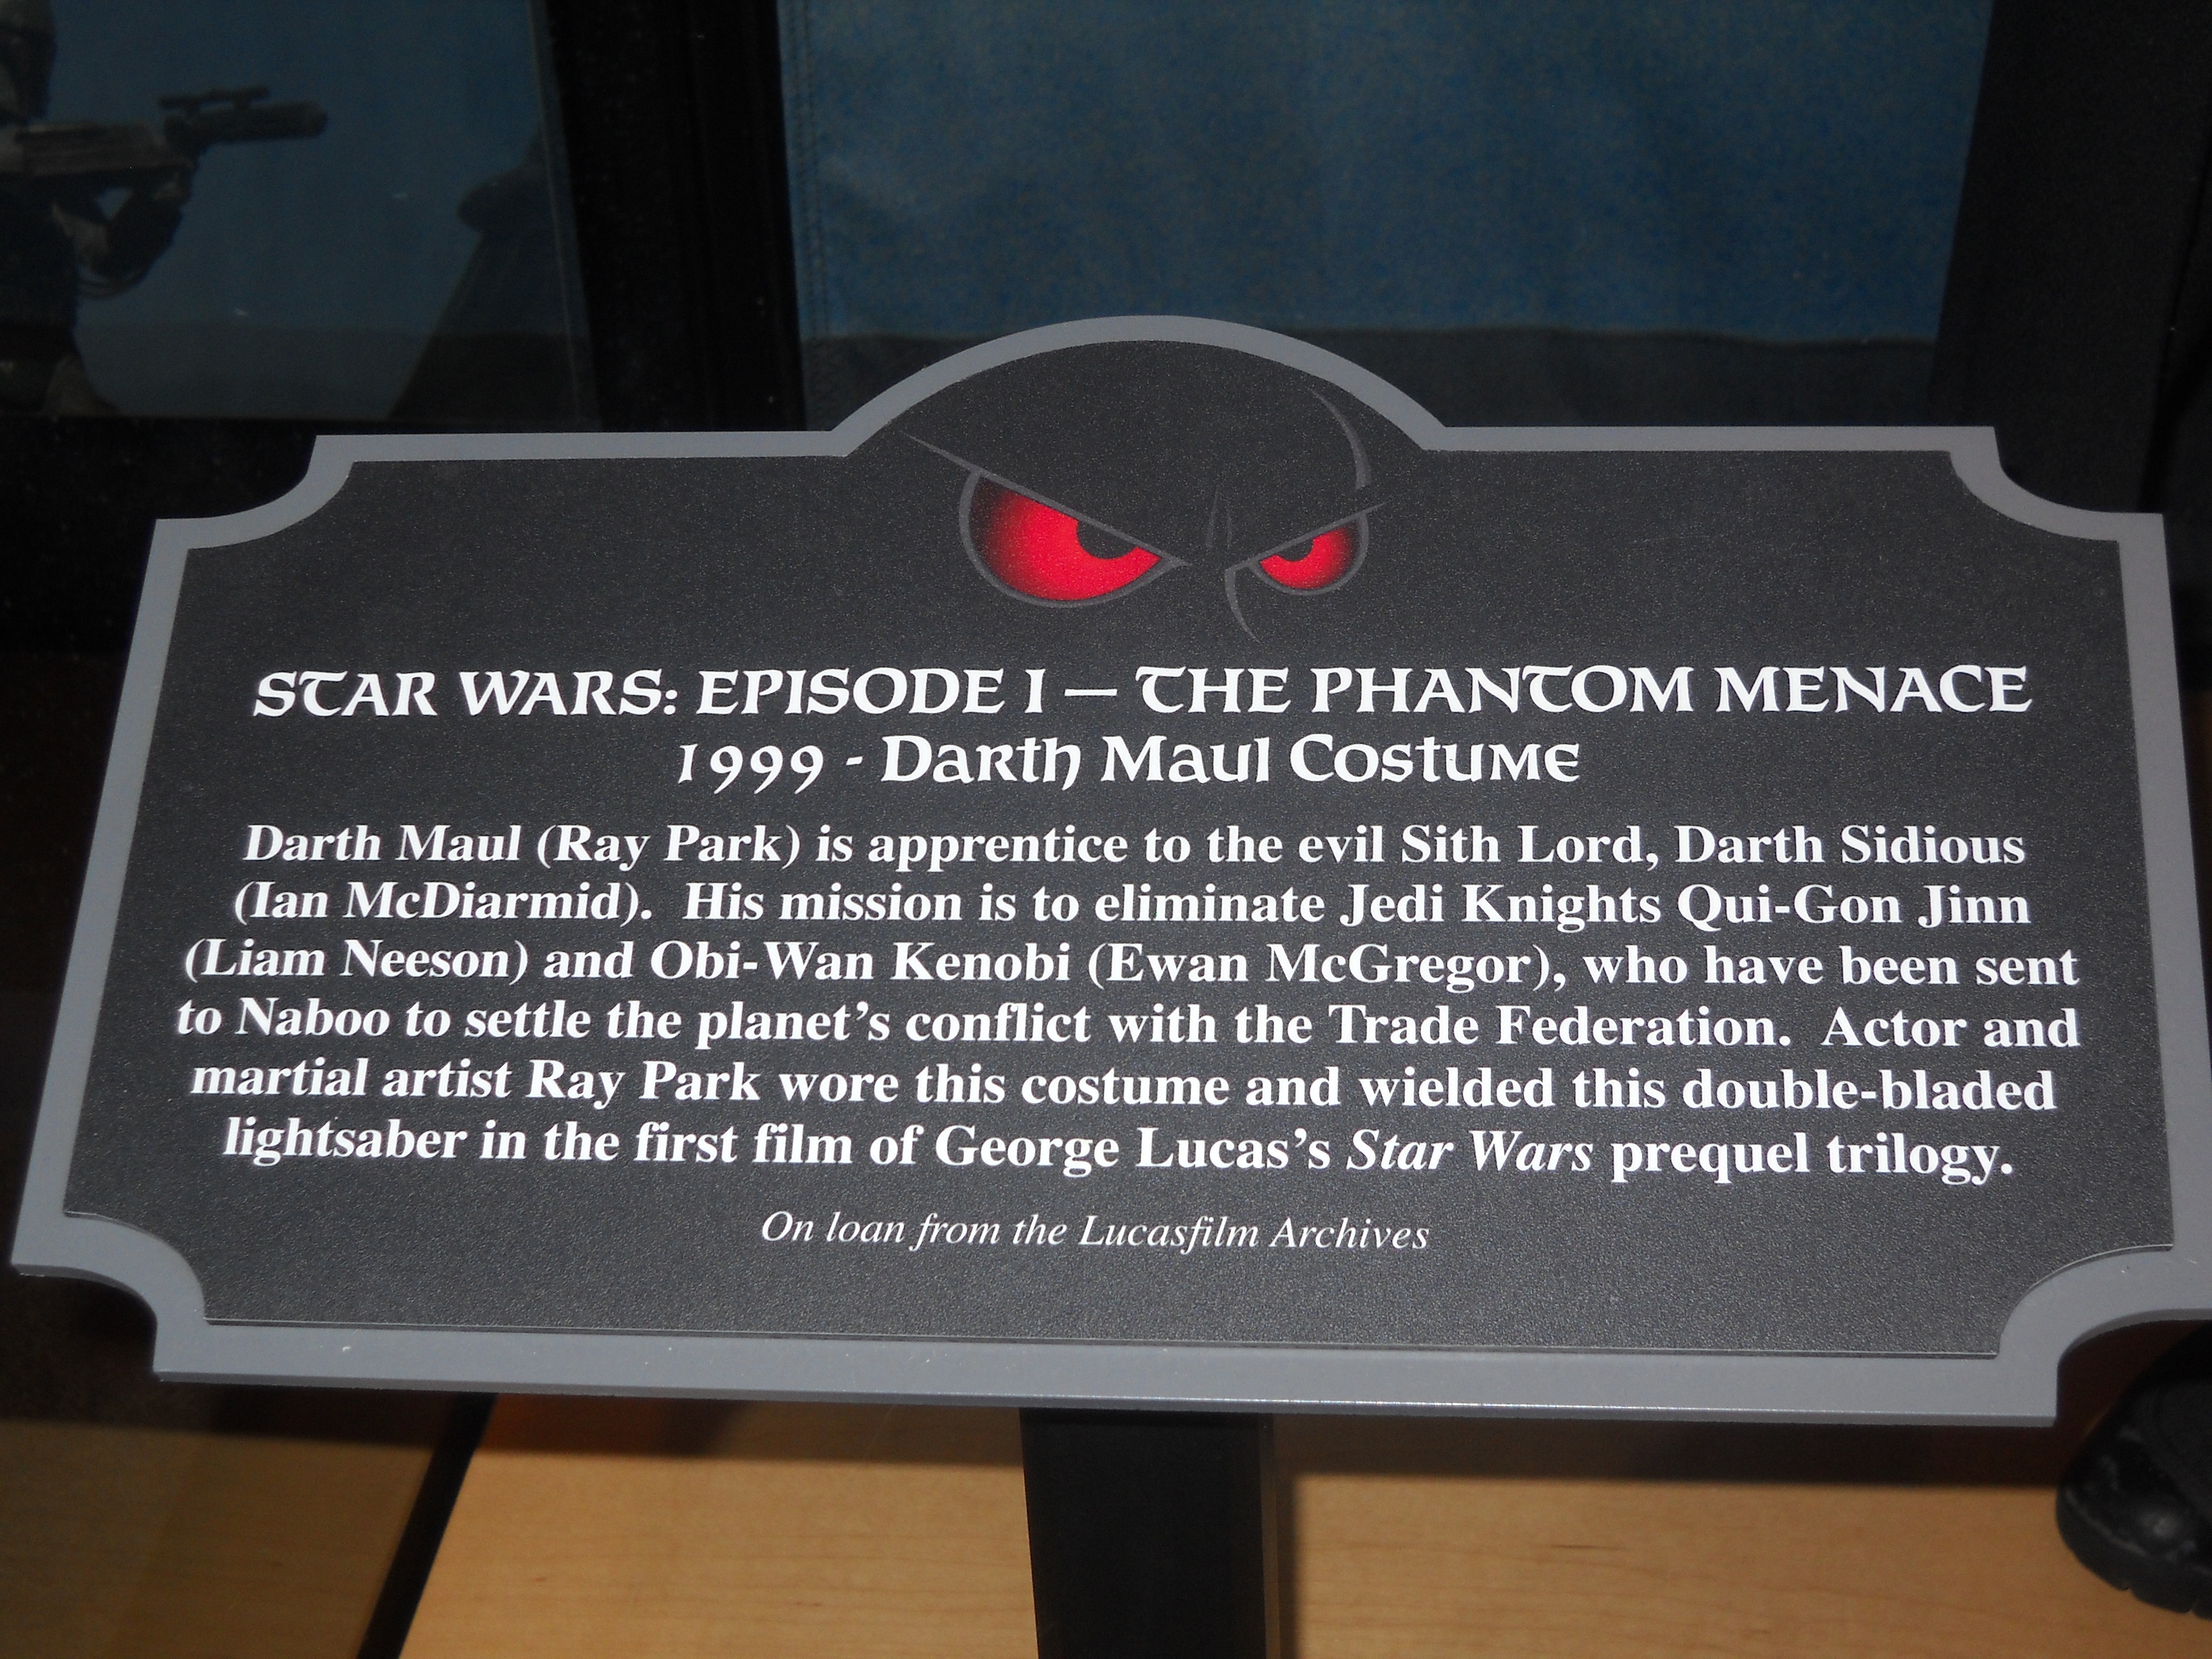 STAR WARS: EPISODE I — THE PHANTOM MENACE
1999 - Darth Maul Costume
Darth Maul (Ray Park) is apprentice to the evil Sith Lord, Darth Sidious
(Ian McDiarmid).  His mission is to eliminate Jedi Knights Qui-Gon Jinn
(Liam Neeson) and Obi-Wan Kenobi (Ewan McGregor), who have been sent
to Naboo to settle the planet’s conflict with the Trade Federation.  Actor and
martial artist Ray Park wore this costume and wielded this double-bladed
lightsaber in the first film of George Lucas’s Star Wars prequel trilogy.
On loan from the Lucasfilm Archives